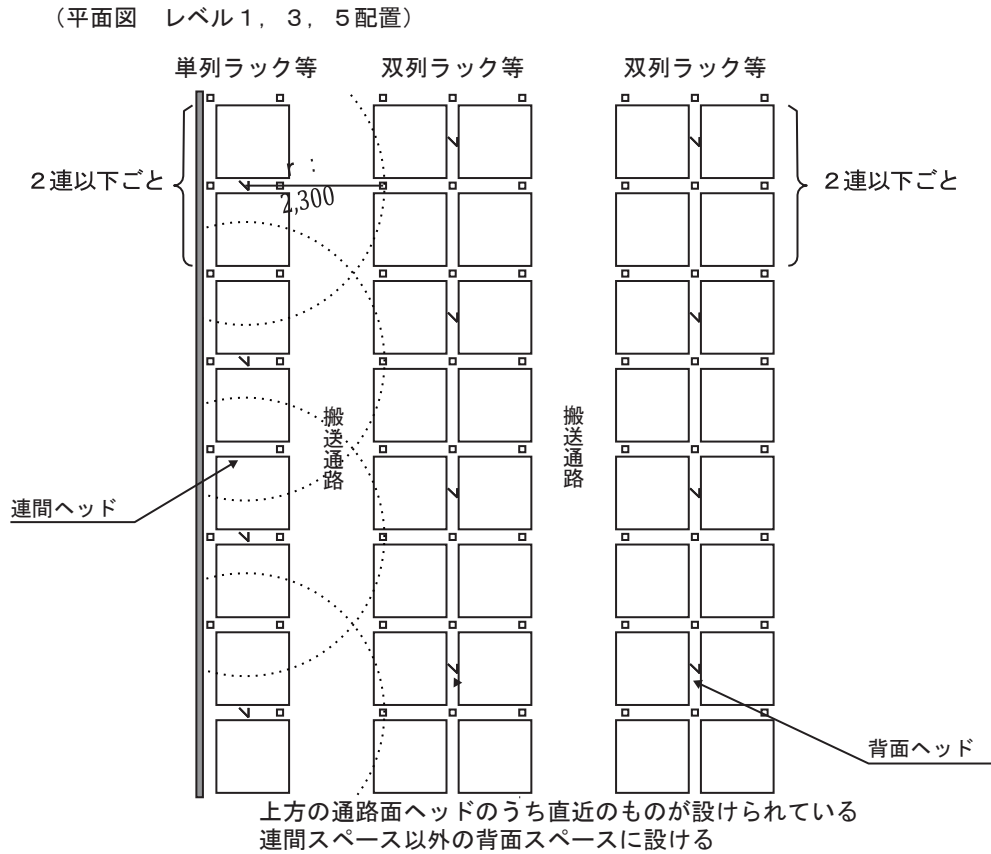 （平面図　レベル１，３，５配置）
単列ラック等
双列ラック等
双列ラック等
２連以下ごと
２連以下ごと
r :
2,300
搬送通路
搬送通路
連間ヘッド
背面ヘッド
上方の通路面ヘッドのうち直近のものが設けられている
連間スペース以外の背面スペースに設ける